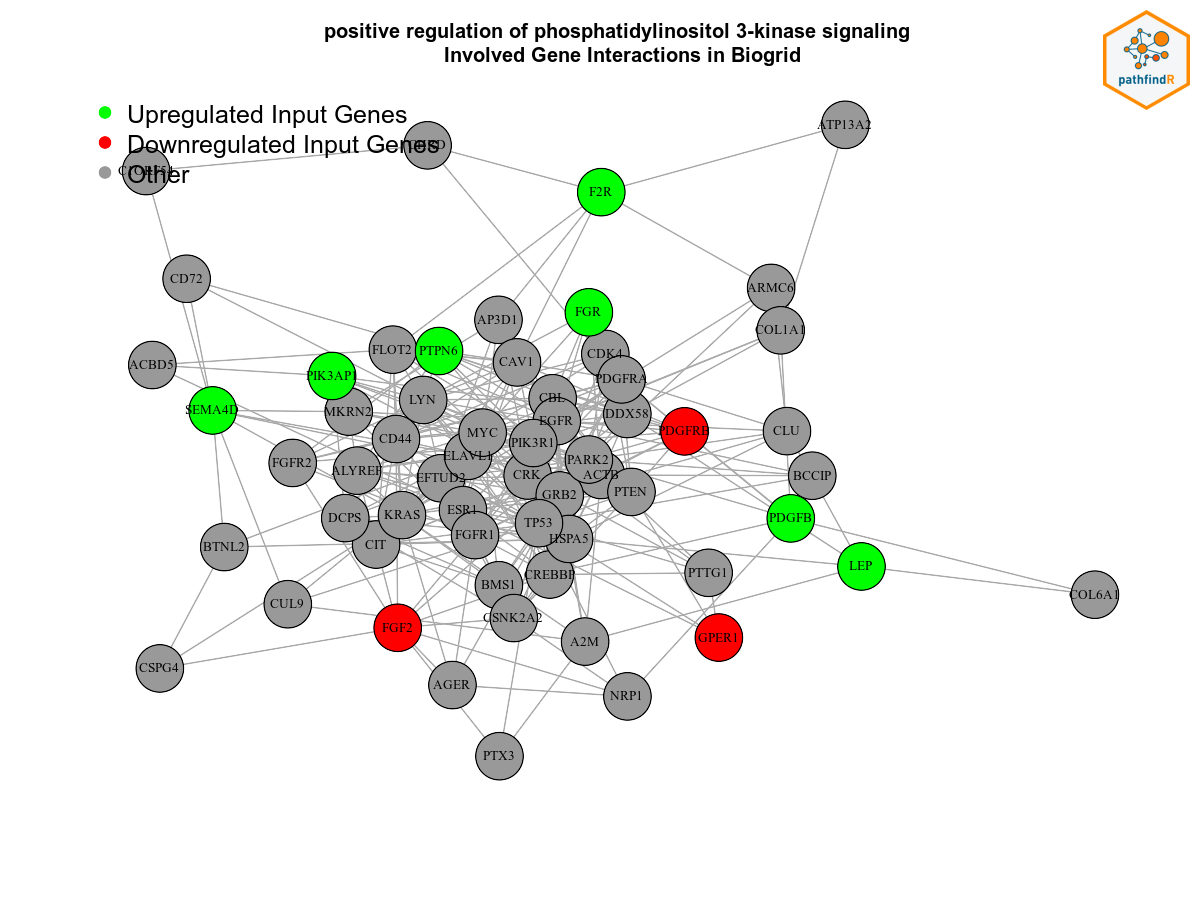 positive regulation of phosphatidylinositol 3-kinase signaling
Involved Gene Interactions in Biogrid
pathfindR
Upregulated Input Genes
Downregulated Input Genes
Other
ATP13A2
F2R
CD72
ARMC6
FGR
AP3D1
COL1A1
FLOT2
PTPN6
CAV1
CDK4
ACBD5
PIK3AP1
PDGFRA
LYN
CBL
SEMA4D
MKRN2
DDX58
EGFR
MYC
PDGFRB
CLU
CD44
PIK3R1
ELAVL1
PARK2
FGFR2
ALYREF
EFTUD2
CRK
ACTB
BCCIP
GRB2
PTEN
DCPS
KRAS
ESR1
TP53
PDGFB
FGFR1
HSPA5
BTNL2
CIT
LEP
BMS1
CREBBP
PTTG1
COL6A1
CUL9
CSNK2A2
FGF2
A2M
GPER1
CSPG4
AGER
NRP1
PTX3